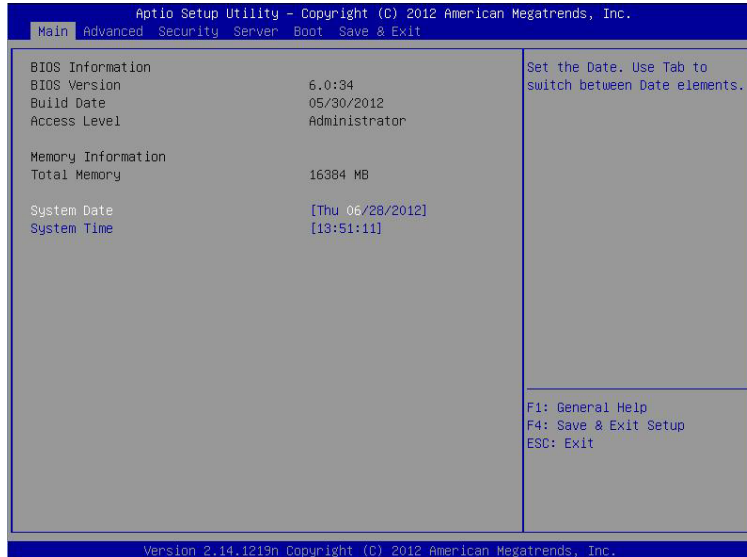 Aptio Setup Utility – Copyright (C) 2012 American Megatrends, Inc.
Main Advanced Security Server Boot Save & Exit
BIOS Information
BIOS Version 6.0:34
Build Date 05/30/2012
Access Level Administrator
Memory Information
Total Memory 16384 MB
System Date [Thu 06/28/2012]
System Time [13:51:11]
Set the Date. Use Tab to
switch between Date elements.
F1: General Help
F4: Save & Exit Setup
ESC: Exit
Version 2.14.1219n Copyright (C) 2012 American Megatrends, Inc.